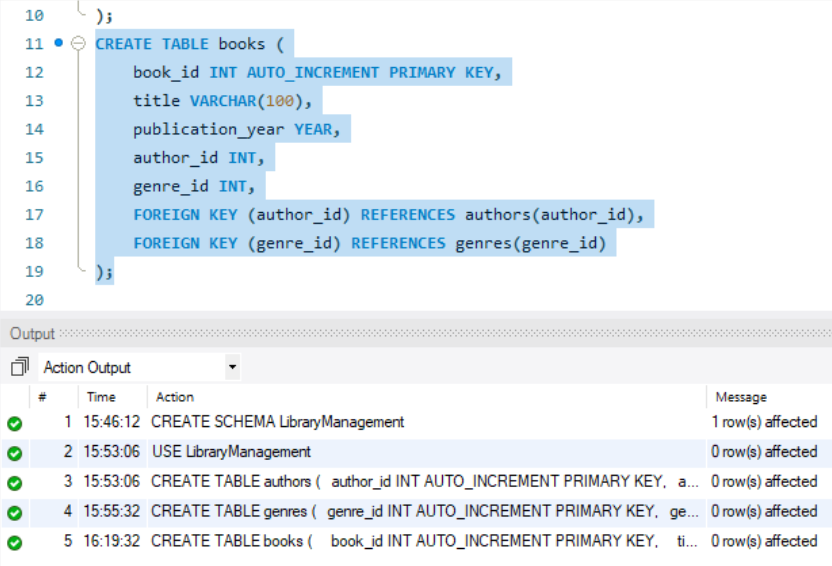 10 );
11 CREATE TABLE books (
12 book_id INT AUTO_INCREMENT PRIMARY KEY,
13 title VARCHAR(100),
14 publication_year YEAR,
15 author_id INT,
16 genre_id INT,
17 FOREIGN KEY (author_id) REFERENCES authors(author_id),
18 FOREIGN KEY (genre_id) REFERENCES genres(genre_id)
19 );
20
Output
Action Output
# Time Action Message
1 15:46:12 CREATE SCHEMA LibraryManagement 1 row(s) affected
2 15:53:06 USE LibraryManagement 0 row(s) affected
3 15:53:06 CREATE TABLE authors ( author_id INT AUTO_INCREMENT PRIMARY KEY, a... 0 row(s) affected
4 15:55:32 CREATE TABLE genres ( genre_id INT AUTO_INCREMENT PRIMARY KEY, ge... 0 row(s) affected
5 16:19:32 CREATE TABLE books ( book_id INT AUTO_INCREMENT PRIMARY KEY, ti... 0 row(s) affected